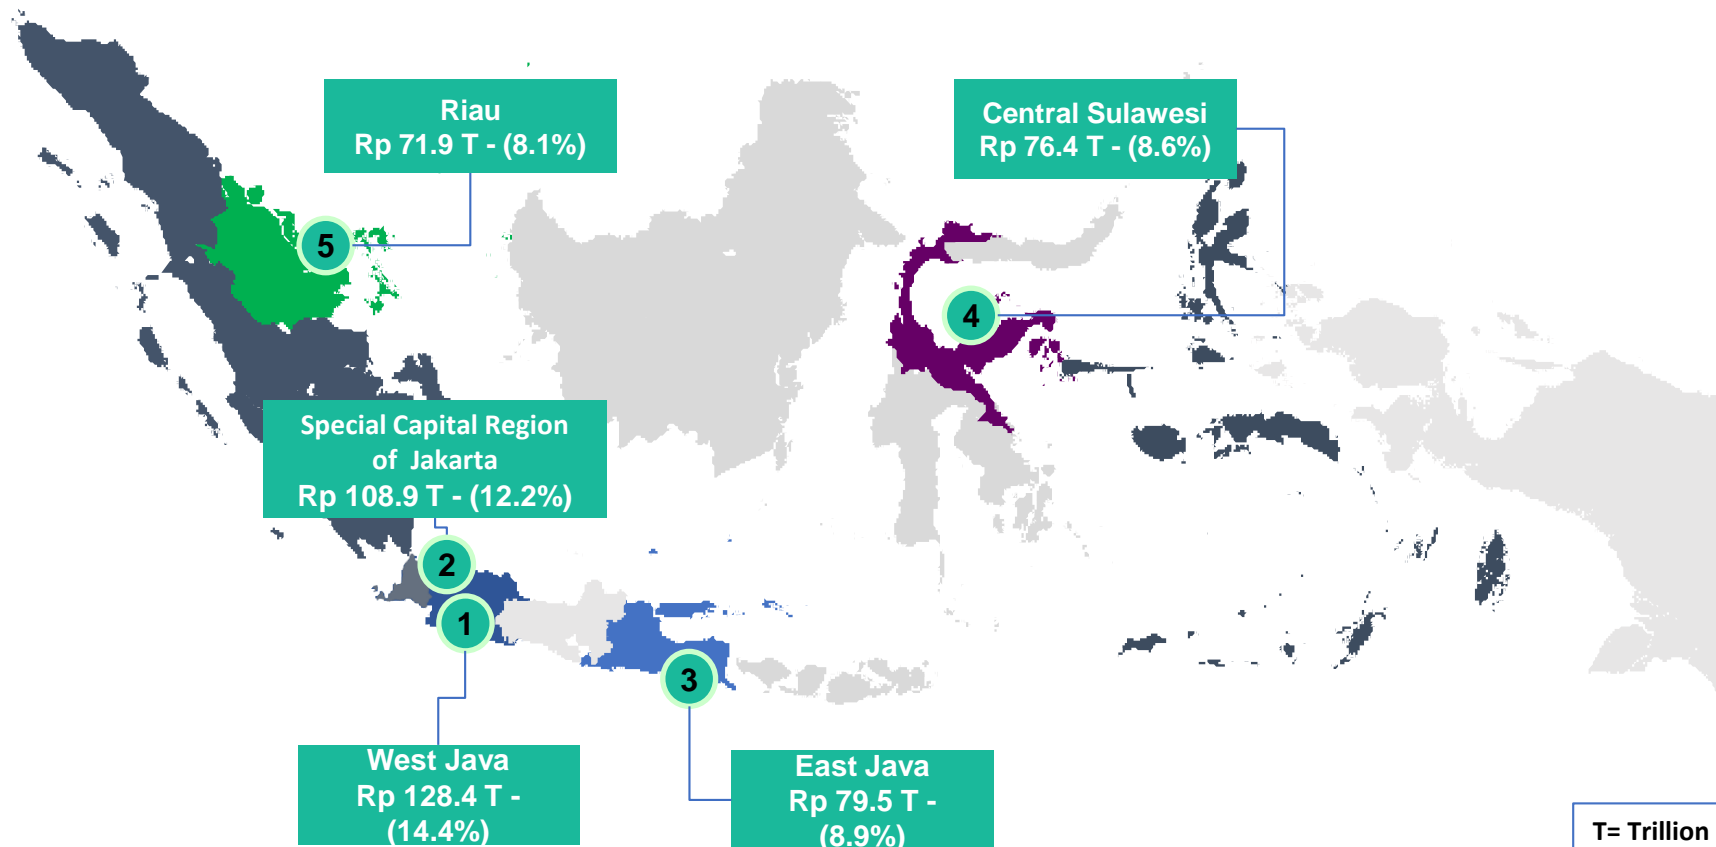 Riau
Rp 71.9 T - (8.1%)
Central Sulawesi
Rp 76.4 T - (8.6%)
5
4
Special Capital Region
of Jakarta
Rp 108.9 T - (12.2%)
2
1
3
West Java
Rp 128.4 T -
(14.4%)
East Java
Rp 79.5 T -
(8.9%)
T= Trillion